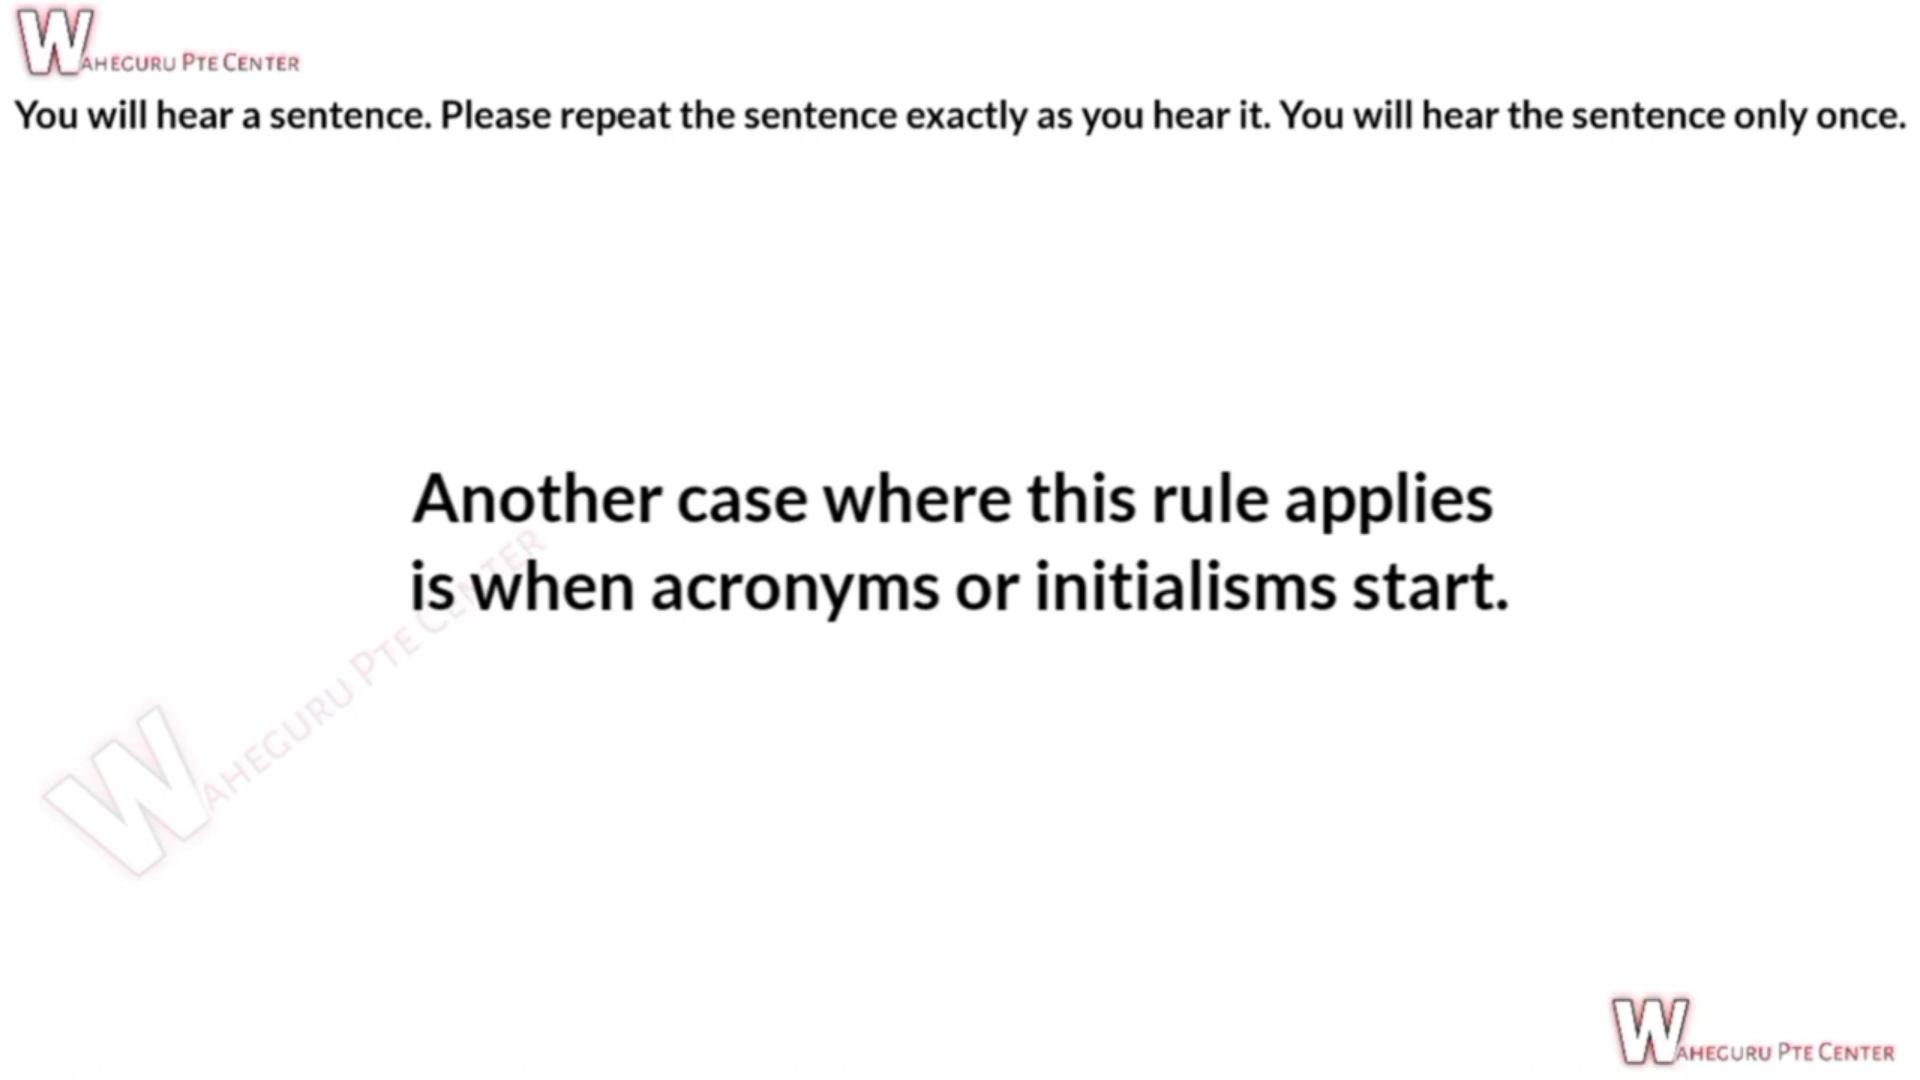 WAHEGURU PTE CENTER
You will hear a sentence. Please repeat the sentence exactly as you hear it. You will hear the sentence only once.
Another case where this rule applies
is when acronyms or initialisms start.
WAHEGURU PTE CENTER
WAHEGURU PTE CENTER